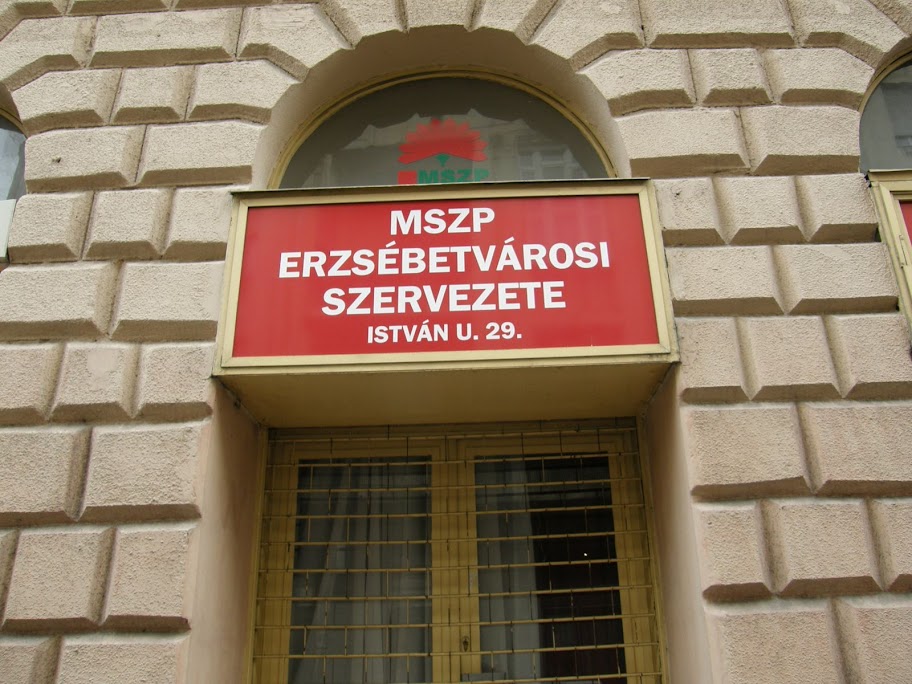 MSZP
MSZP
ERZSÉBETVÁROSI
SZERVEZETE
ISTVÁN U. 29.